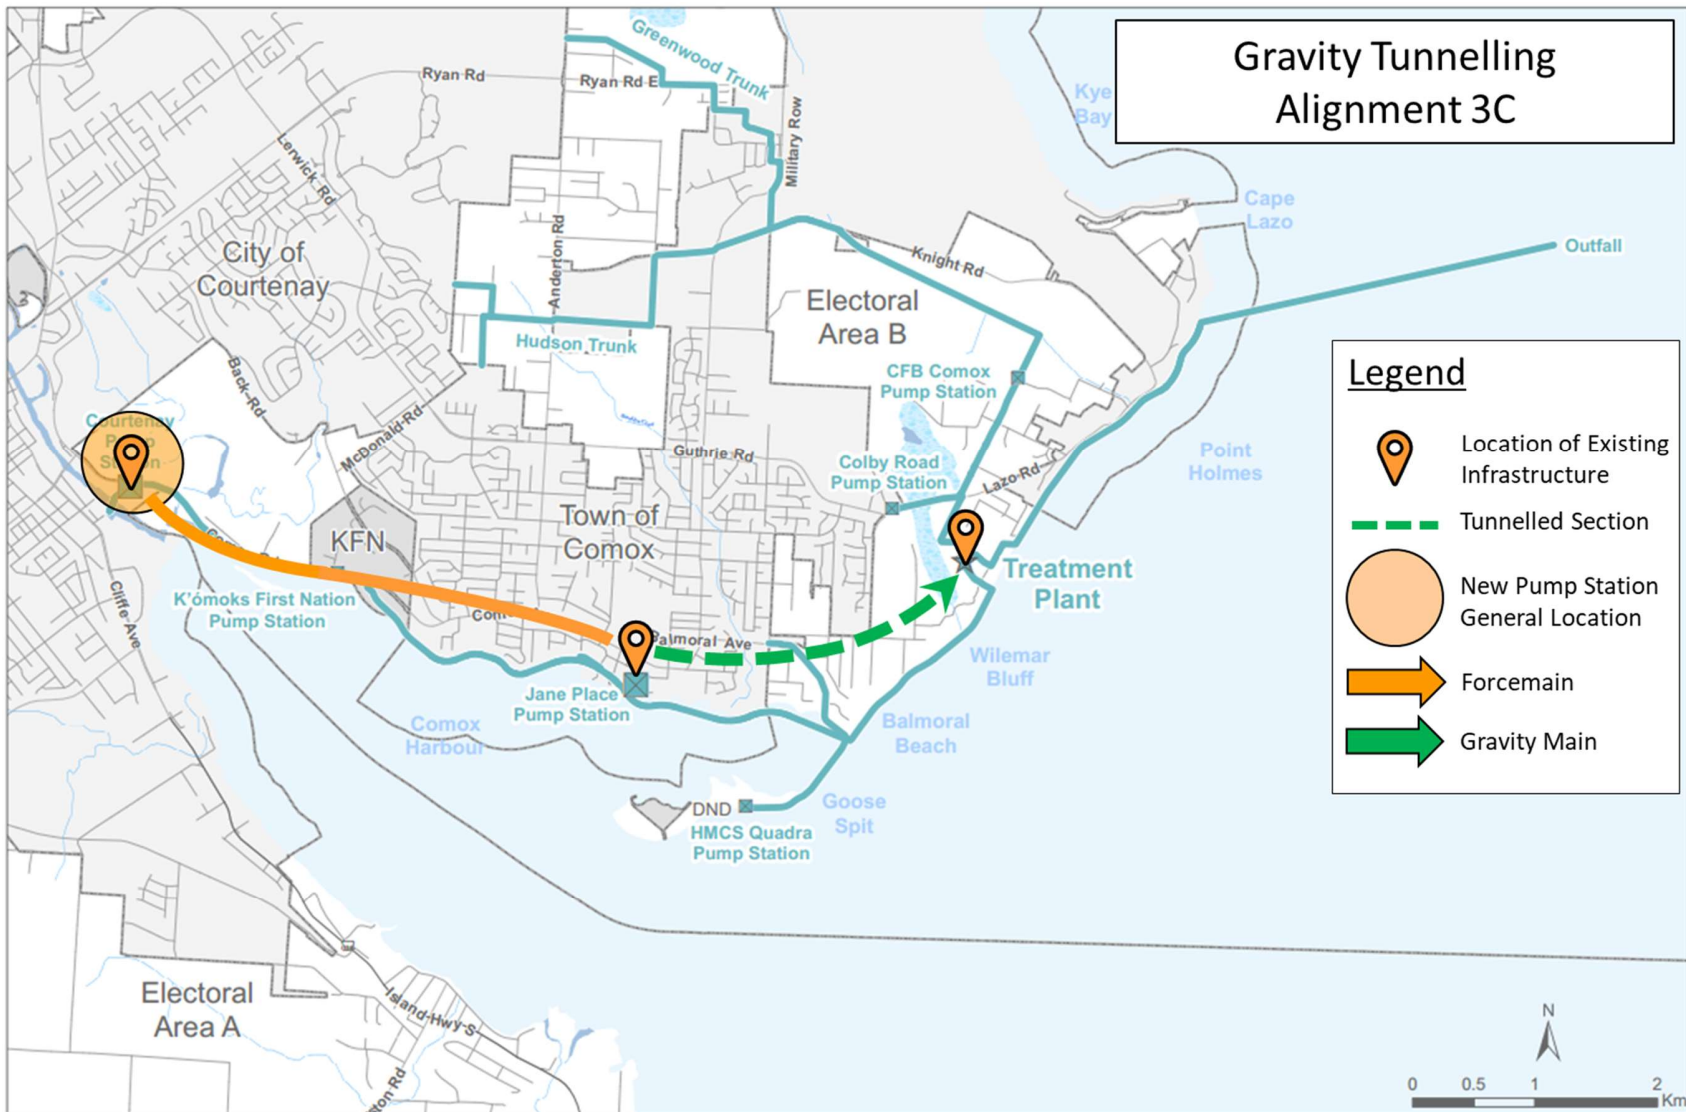 Gravity Tunnelling
Alignment 3C
Greenwood Trunk
Ryan Rd
Ryan Rd E
Kye
Bay
Military Row
Lerwick Rd
Cape
Lazo
Anderton Rd
City of
Courtenay
Knight Rd
Outfall
Electoral
Area B
Hudson Trunk
Back Rd
CFB Comox
Pump Station
McDonald Rd
Courtenay
Pump
Station
Guthrie Rd
Colby Road
Pump Station
Lazo Rd
Point
Holmes
Town of
Comox
KFN
Treatment
Plant
K'ómoks First Nation
Pump Station
Cliffe Ave
Balmoral Ave
Wilemar
Bluff
Jane Place
Pump Station
Comox
Harbour
Balmoral
Beach
Goose
Spit
DND
HMCS Quadra
Pump Station
Electoral
Area A
Island Hwy S
Legend
Location of Existing
Infrastructure
Tunnelled Section
New Pump Station
General Location
Forcemain
Gravity Main
N
0 0.5 1 2
Km